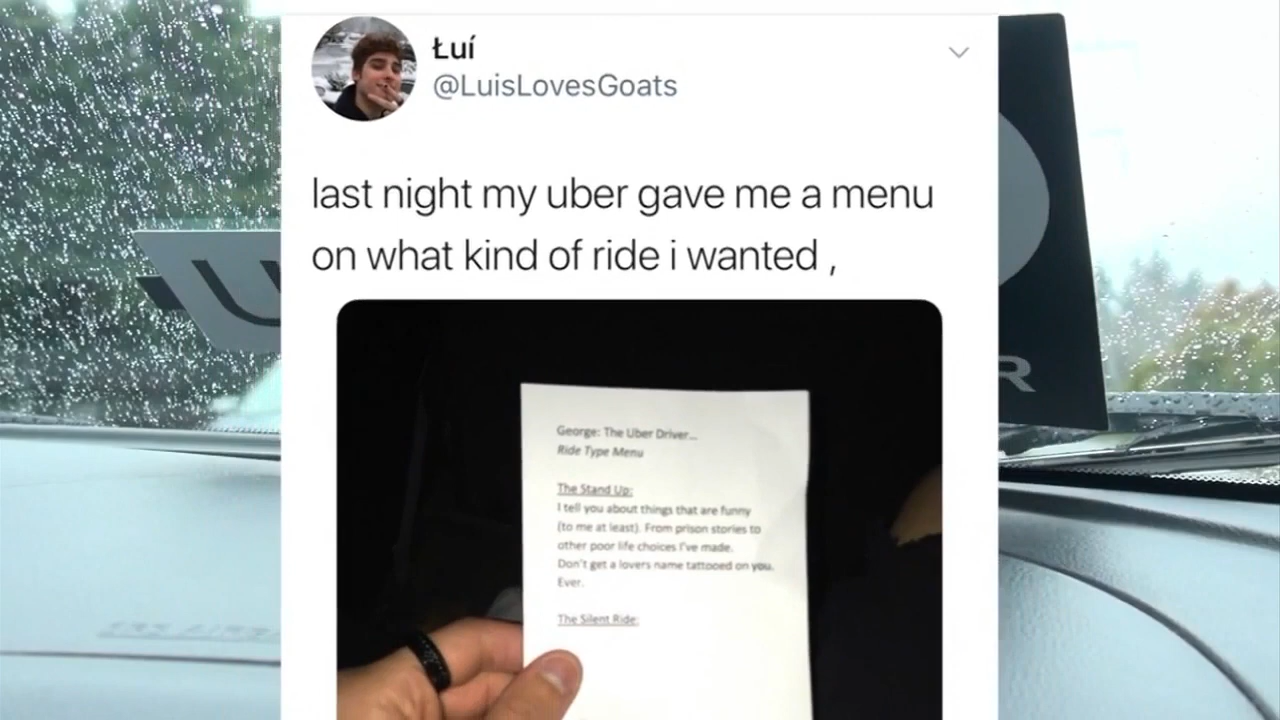 Łuí
@LuisLovesGoats
last night my uber gave me a menu
on what kind of ride i wanted ,
George: The Uber Driver...
Ride Type Menu
The Stand Up:
I tell you about things that are funny
(to me at least). From prison stories to
other poor life choices I've made.
Don't get a lovers name tattooed on you.
Ever.
The Silent Ride:
U
R